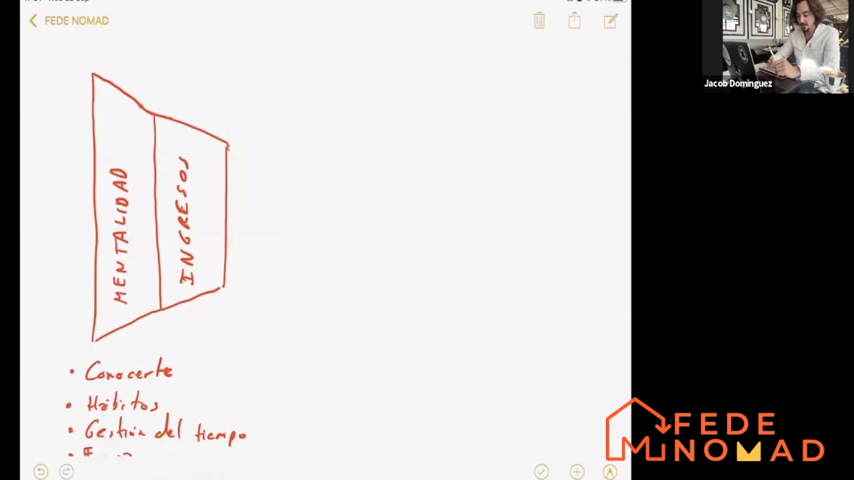 FEDE NOMAD
Jacob Dominguez
MENTALIDAD
INGRESOS
• Conocerte
• Hábitos
• Gestión del tiempo
FEDE
NOMAD